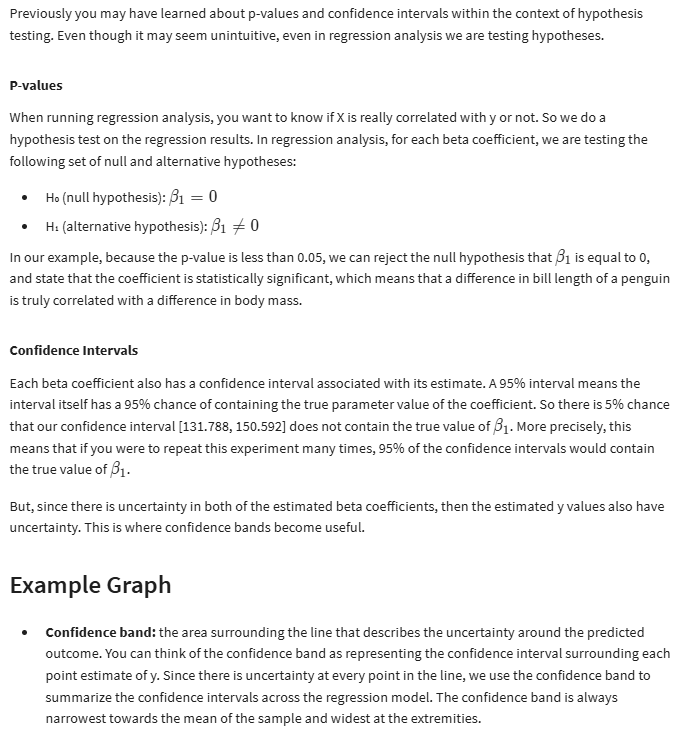 Previously you may have learned about p-values and confidence intervals within the context of hypothesis
testing. Even though it may seem unintuitive, even in regression analysis we are testing hypotheses.
P-values
When running regression analysis, you want to know if X is really correlated with y or not. So we do a
hypothesis test on the regression results. In regression analysis, for each beta coefficient, we are testing the
following set of null and alternative hypotheses:
• H₀ (null hypothesis): β₁ = 0
• H₁ (alternative hypothesis): β₁ ≠ 0
In our example, because the p-value is less than 0.05, we can reject the null hypothesis that β₁ is equal to 0,
and state that the coefficient is statistically significant, which means that a difference in bill length of a penguin
is truly correlated with a difference in body mass.
Confidence Intervals
Each beta coefficient also has a confidence interval associated with its estimate. A 95% interval means the
interval itself has a 95% chance of containing the true parameter value of the coefficient. So there is 5% chance
that our confidence interval [131.788, 150.592] does not contain the true value of β₁. More precisely, this
means that if you were to repeat this experiment many times, 95% of the confidence intervals would contain
the true value of β₁.
But, since there is uncertainty in both of the estimated beta coefficients, then the estimated y values also have
uncertainty. This is where confidence bands become useful.
Example Graph
• Confidence band: the area surrounding the line that describes the uncertainty around the predicted
outcome. You can think of the confidence band as representing the confidence interval surrounding each
point estimate of y. Since there is uncertainty at every point in the line, we use the confidence band to
summarize the confidence intervals across the regression model. The confidence band is always
narrowest towards the mean of the sample and widest at the extremities.